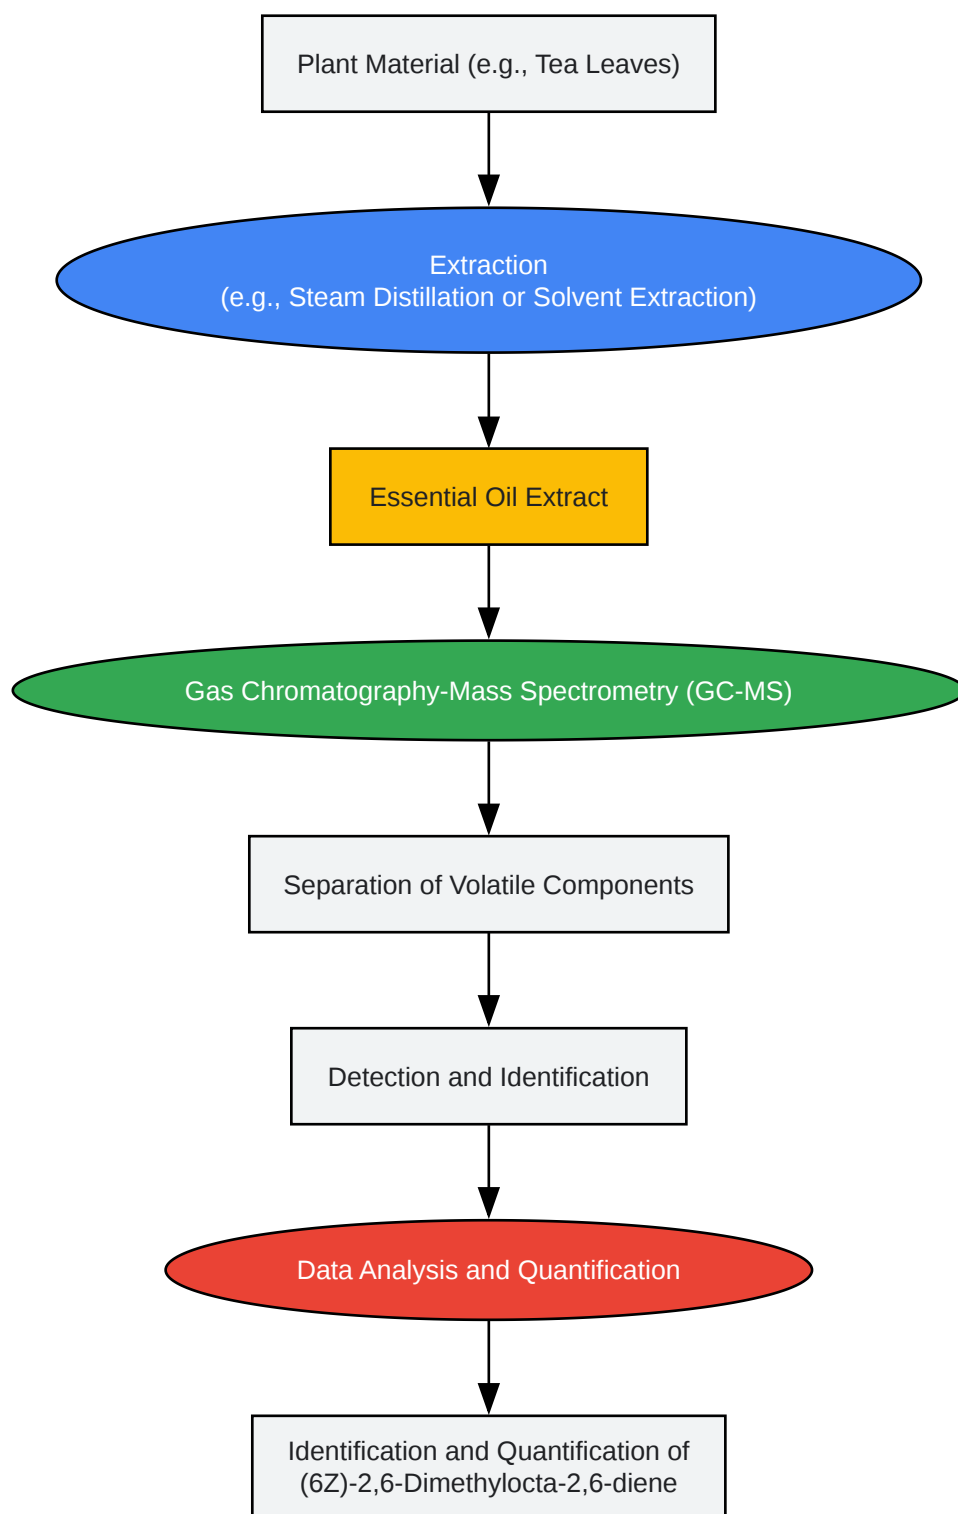 Plant Material (e.g., Tea Leaves)
Extraction
(e.g., Steam Distillation or Solvent Extraction)
Essential Oil Extract
Gas Chromatography-Mass Spectrometry (GC-MS)
Separation of Volatile Components
Detection and Identification
Data Analysis and Quantification
Identification and Quantification of
(6Z)-2,6-Dimethylocta-2,6-diene